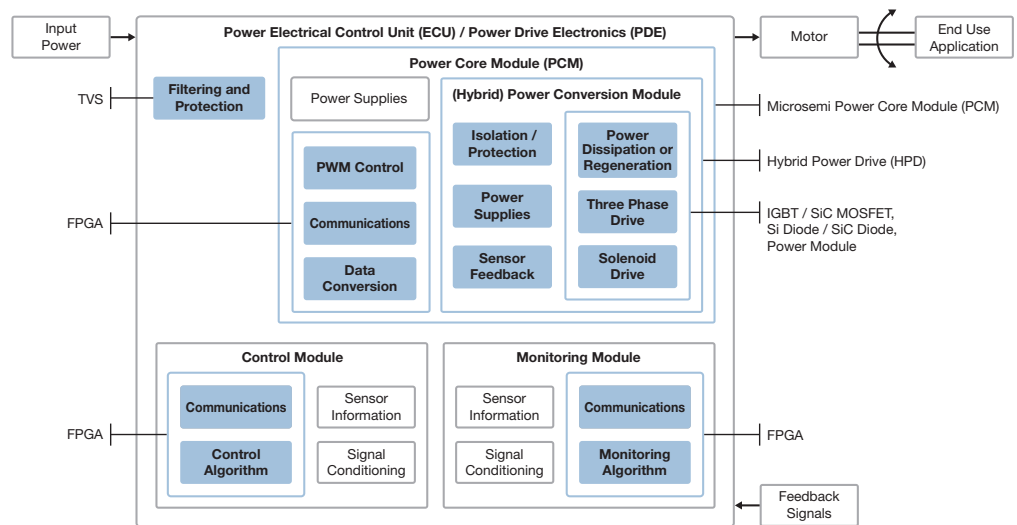 Input
Power
Power Electrical Control Unit (ECU) / Power Drive Electronics (PDE)
Motor
End Use
Application
Power Core Module (PCM)
TVS
Filtering and
Protection
Power Supplies
(Hybrid) Power Conversion Module
Microsemi Power Core Module (PCM)
PWM Control
Isolation /
Protection
Power
Dissipation or
Regeneration
Hybrid Power Drive (HPD)
FPGA
Communications
Power
Supplies
Three Phase
Drive
IGBT / SiC MOSFET,
Si Diode / SiC Diode,
Power Module
Data
Conversion
Sensor
Feedback
Solenoid
Drive
Control Module
Monitoring Module
Communications
Sensor
Information
Sensor
Information
Communications
FPGA
FPGA
Control
Algorithm
Signal
Conditioning
Signal
Conditioning
Monitoring
Algorithm
Feedback
Signals